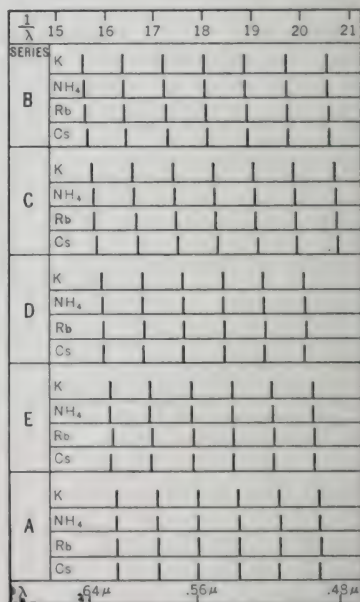 1/λ 15 16 17 18 19 20 21
SERIES
B
K
NH₄
Rb
Cs
C
K
NH₄
Rb
Cs
D
K
NH₄
Rb
Cs
E
K
NH₄
Rb
Cs
A
K
NH₄
Rb
Cs
λ .64μ .56μ .48μ